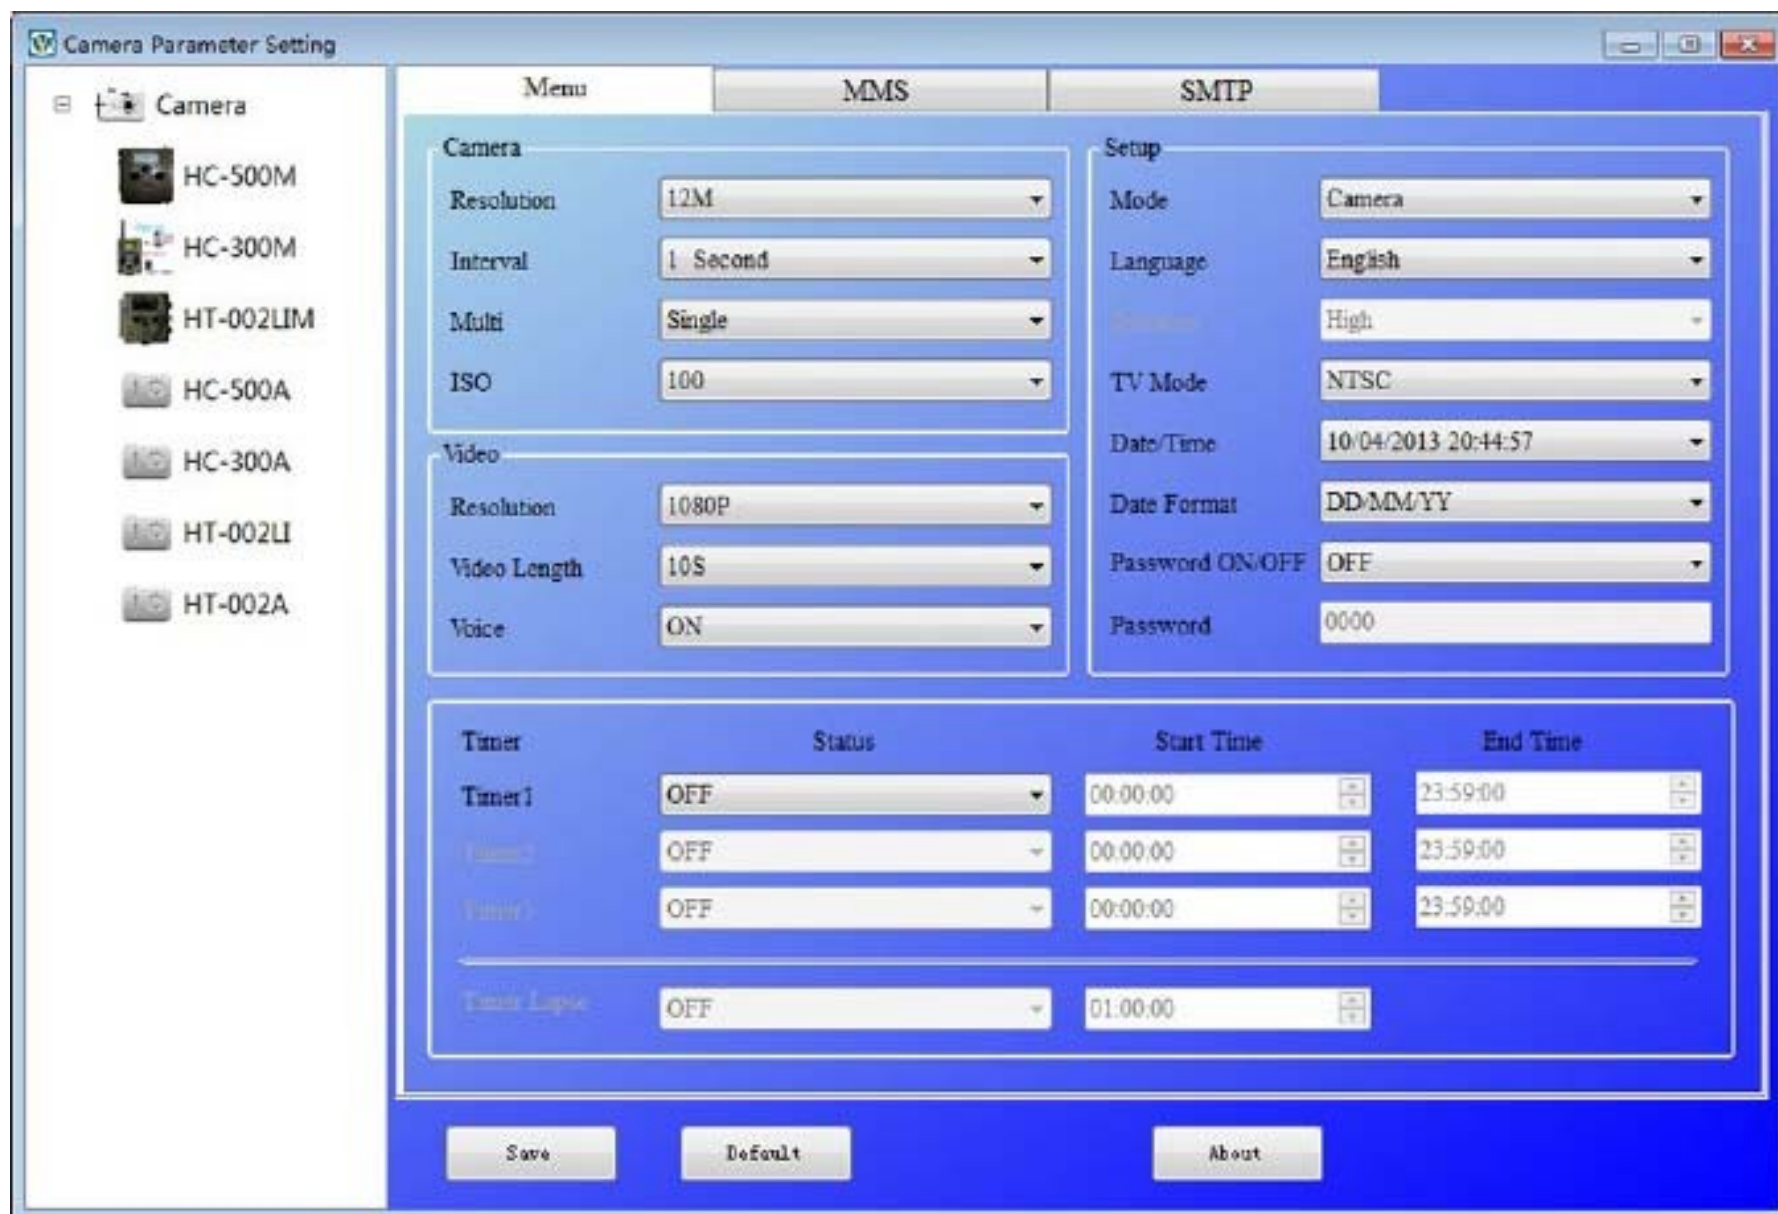 Camera Parameter Setting
Camera
HC-500M
HC-300M
HT-002LIM
HC-500A
HC-300A
HT-002LI
HT-002A
Menu MMS SMTP
Camera
Resolution 12M
Interval 1 Second
Multi Single
ISO 100
Video
Resolution 1080P
Video Length 10S
Voice ON
Setup
Mode Camera
Language English
High
TV Mode NTSC
Date/Time 10/04/2013 20:44:57
Date Format DD/MM/YY
Password ON/OFF OFF
Password 0000
Timer Status Start Time End Time
Timer1 OFF 00:00:00 23:59:00
Timer2 OFF 00:00:00 23:59:00
Timer3 OFF 00:00:00 23:59:00
Timer Lapse OFF 01:00:00
Save Default About